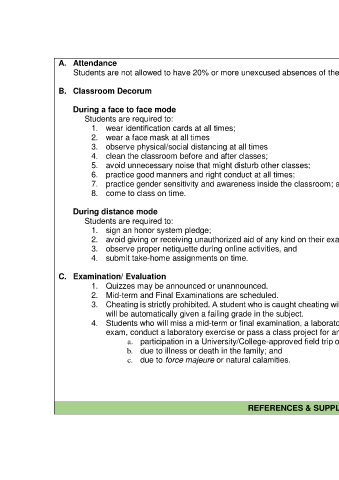 A. Attendance
Students are not allowed to have 20% or more unexcused absences of the
B. Classroom Decorum
During a face to face mode
Students are required to:
1. wear identification cards at all times;
2. wear a face mask at all times
3. observe physical/social distancing at all times
4. clean the classroom before and after classes;
5. avoid unnecessary noise that might disturb other classes;
6. practice good manners and right conduct at all times;
7. practice gender sensitivity and awareness inside the classroom; a
8. come to class on time.
During distance mode
Students are required to:
1. sign an honor system pledge;
2. avoid giving or receiving unauthorized aid of any kind on their exa
3. observe proper netiquette during online activities, and
4. submit take-home assignments on time.
C. Examination/ Evaluation
1. Quizzes may be announced or unannounced.
2. Mid-term and Final Examinations are scheduled.
3. Cheating is strictly prohibited. A student who is caught cheating wi
will be automatically given a failing grade in the subject.
4. Students who will miss a mid-term or final examination, a laborato
exam, conduct a laboratory exercise or pass a class project for an
a. participation in a University/College-approved field trip o
b. due to illness or death in the family; and
c. due to force majeure or natural calamities.
REFERENCES & SUPPL